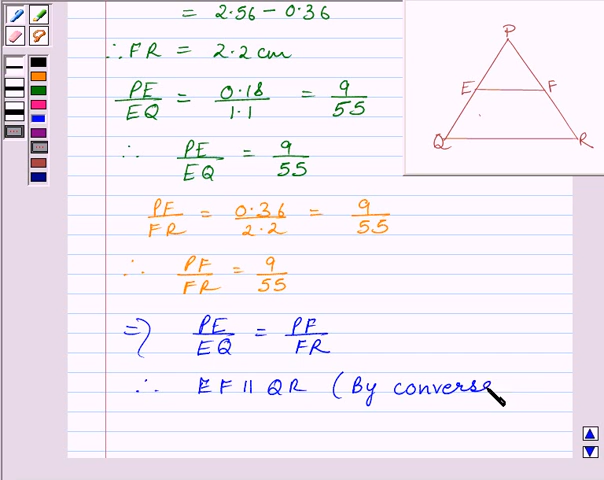 = 2.56 - 0.36
∴ FR = 2.2 cm
PE/EQ = 0.18/1.1 = 9/55
∴ PE/EQ = 9/55
PF/FR = 0.36/2.2 = 9/55
∴ PF/FR = 9/55
=> PE/EQ = PF/FR
∴ EF || QR (By converse
P
E F
Q R